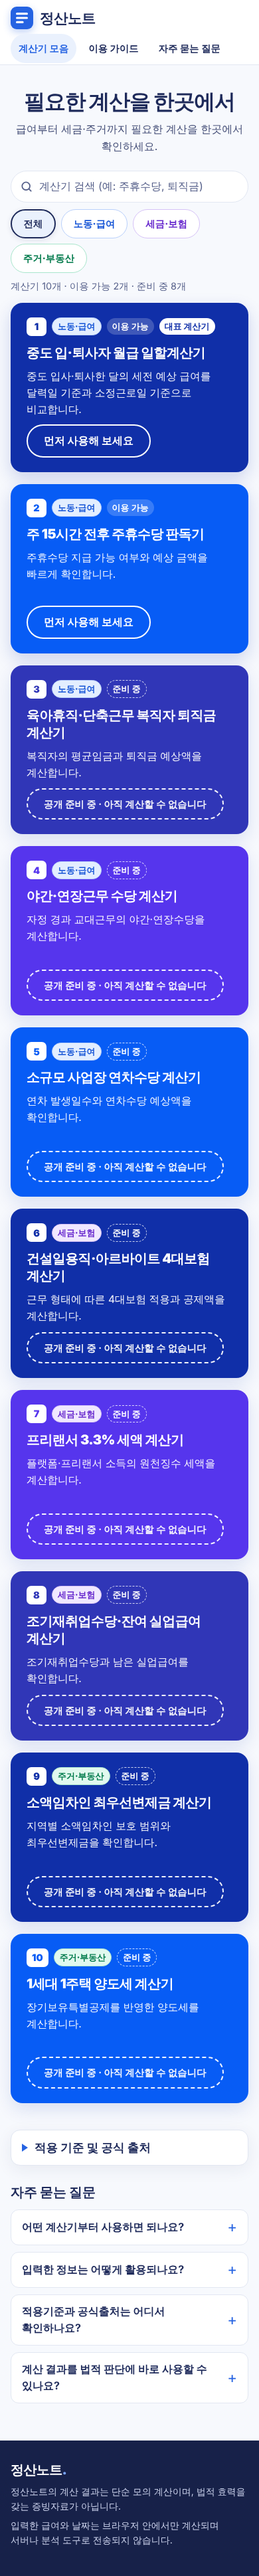 정산노트
계산기 모음 이용 가이드 자주 묻는 질문
필요한 계산을 한곳에서
급여부터 세금·주거까지 필요한 계산을 한곳에서
확인하세요.
계산기 검색 (예: 주휴수당, 퇴직금)
전체 노동·급여 세금·보험
주거·부동산
계산기 10개 · 이용 가능 2개 · 준비 중 8개
1 노동·급여 이용 가능 대표 계산기
중도 입·퇴사자 월급 일할계산기
중도 입사·퇴사한 달의 세전 예상 급여를
달력일 기준과 소정근로일 기준으로
비교합니다.
먼저 사용해 보세요
2 노동·급여 이용 가능
주 15시간 전후 주휴수당 판독기
주휴수당 지급 가능 여부와 예상 금액을
빠르게 확인합니다.
먼저 사용해 보세요
3 노동·급여 준비 중
육아휴직·단축근무 복직자 퇴직금
계산기
복직자의 평균임금과 퇴직금 예상액을
계산합니다.
공개 준비 중 · 아직 계산할 수 없습니다
4 노동·급여 준비 중
야간·연장근무 수당 계산기
자정 경과 교대근무의 야간·연장수당을
계산합니다.
공개 준비 중 · 아직 계산할 수 없습니다
5 노동·급여 준비 중
소규모 사업장 연차수당 계산기
연차 발생일수와 연차수당 예상액을
확인합니다.
공개 준비 중 · 아직 계산할 수 없습니다
6 세금·보험 준비 중
건설일용직·아르바이트 4대보험
계산기
근무 형태에 따른 4대보험 적용과 공제액을
계산합니다.
공개 준비 중 · 아직 계산할 수 없습니다
7 세금·보험 준비 중
프리랜서 3.3% 세액 계산기
플랫폼·프리랜서 소득의 원천징수 세액을
계산합니다.
공개 준비 중 · 아직 계산할 수 없습니다
8 세금·보험 준비 중
조기재취업수당·잔여 실업급여
계산기
조기재취업수당과 남은 실업급여를
확인합니다.
공개 준비 중 · 아직 계산할 수 없습니다
9 주거·부동산 준비 중
소액임차인 최우선변제금 계산기
지역별 소액임차인 보호 범위와
최우선변제금을 확인합니다.
공개 준비 중 · 아직 계산할 수 없습니다
10 주거·부동산 준비 중
1세대 1주택 양도세 계산기
장기보유특별공제를 반영한 양도세를
계산합니다.
공개 준비 중 · 아직 계산할 수 없습니다
적용 기준 및 공식 출처
자주 묻는 질문
어떤 계산기부터 사용하면 되나요? +
입력한 정보는 어떻게 활용되나요? +
적용기준과 공식출처는 어디서
확인하나요? +
계산 결과를 법적 판단에 바로 사용할 수
있나요? +
정산노트.
정산노트의 계산 결과는 단순 모의 계산이며, 법적 효력을
갖는 증빙자료가 아닙니다.
입력한 급여와 날짜는 브라우저 안에서만 계산되며
서버나 분석 도구로 전송되지 않습니다.